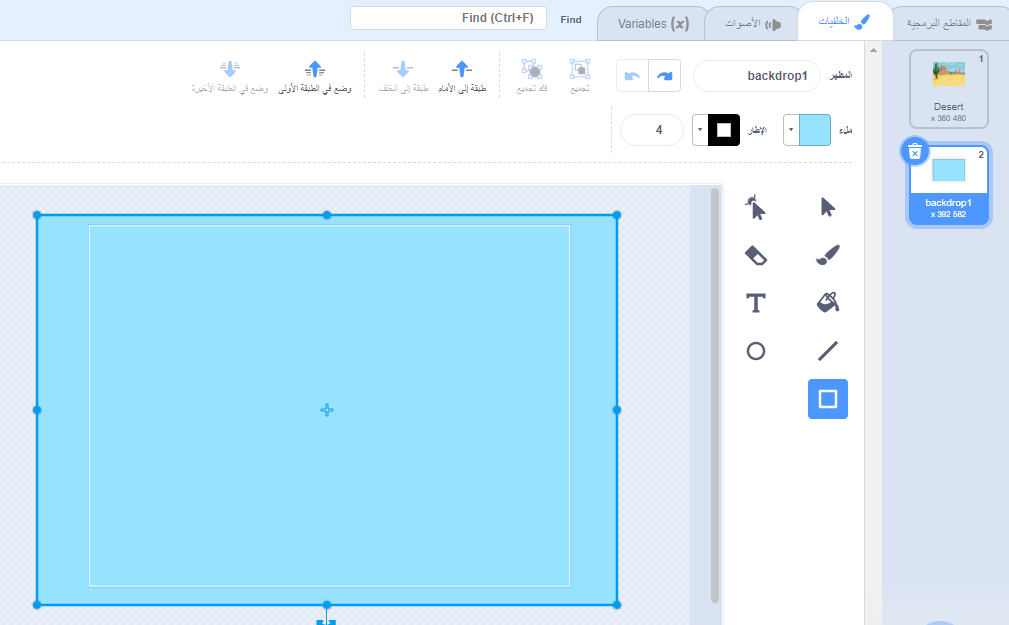 المقاطع البرمجية
الخلفيات
الأصوات
Variables (x)
Find
Find (Ctrl+F)
المظهر
backdrop1
تجميع
فك تجميع
طبقة إلى الأمام
طبقة إلى الخلف
وضع في الطبقة الأولى
وضع في الطبقة الأخيرة
ملء
الإطار
4
1
Desert
480 x 360
2
backdrop1
582 x 392